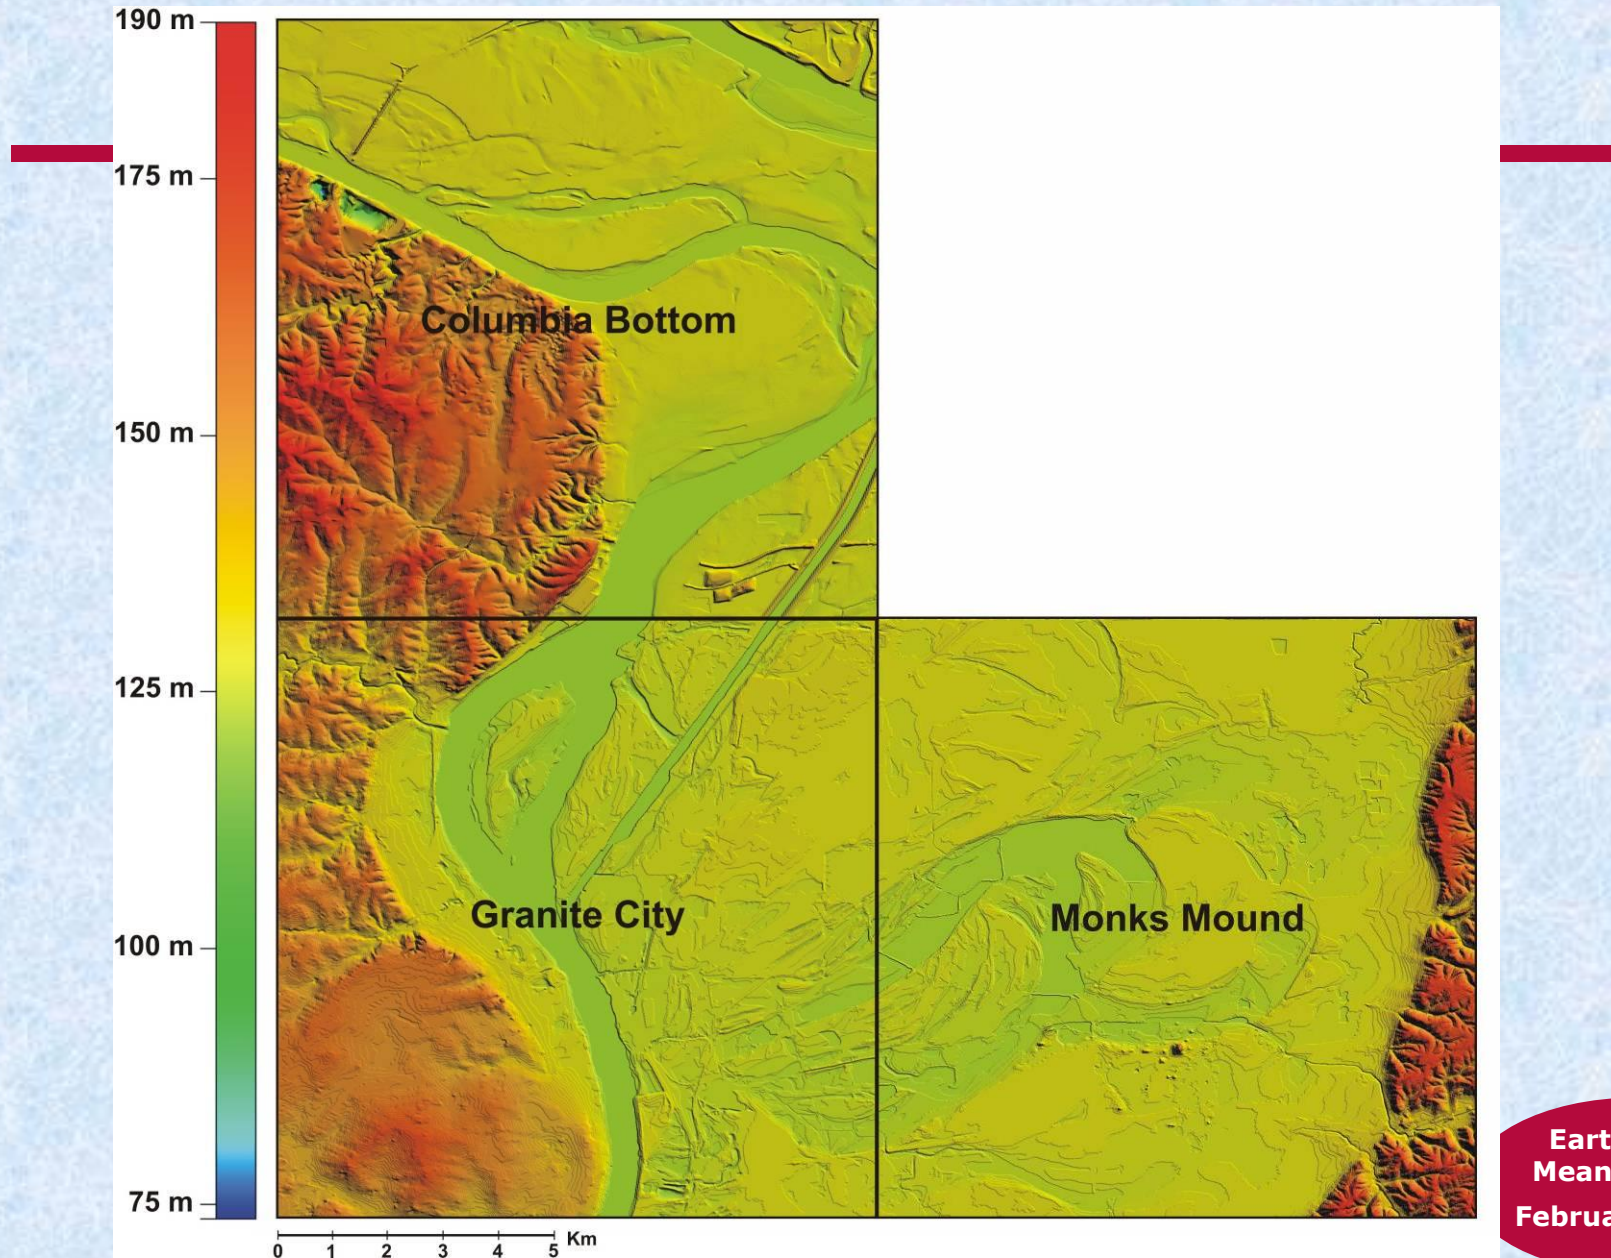 190 m
175 m
150 m
125 m
100 m
75 m
Columbia Bottom
Granite City
Monks Mound
0 1 2 3 4 5 Km
Eart
Mean
Februa